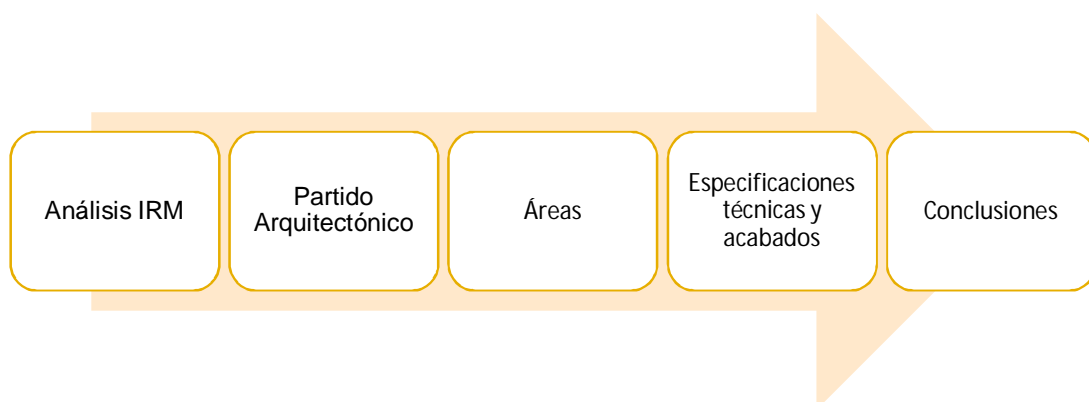 Análisis IRM
Partido
Arquitectónico
Áreas
Especificaciones
técnicas y
acabados
Conclusiones